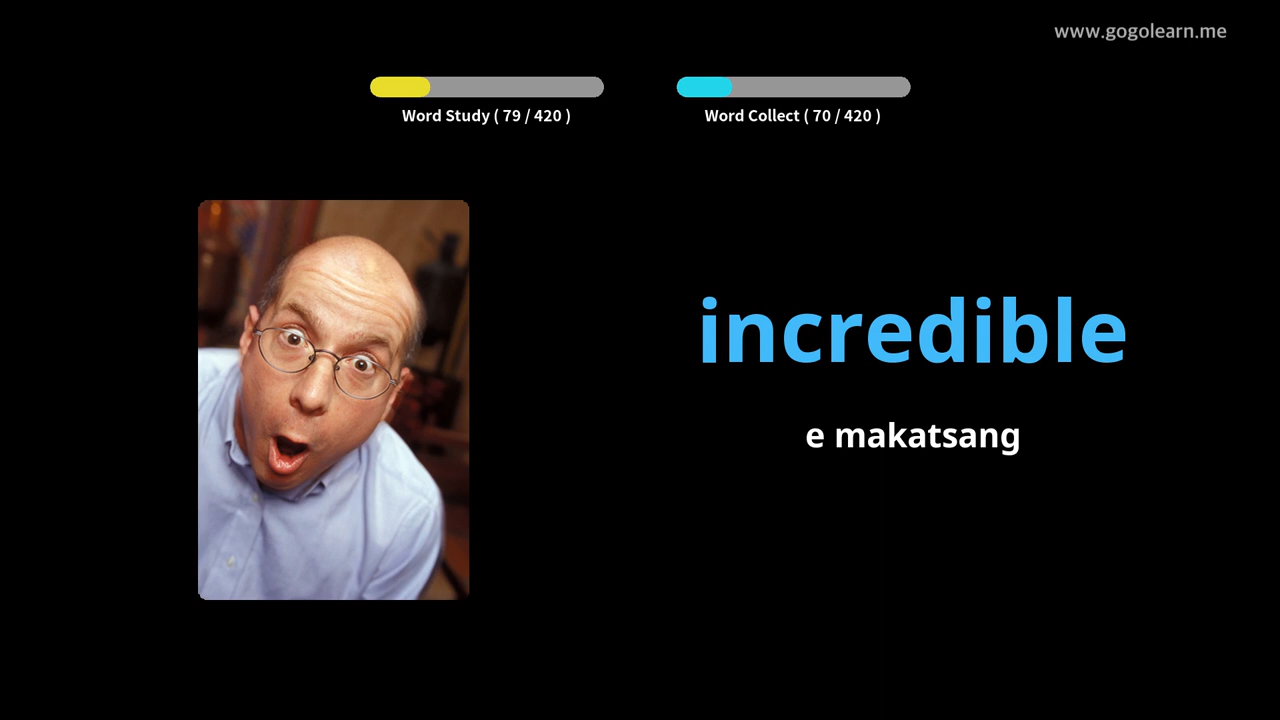 www.gogolearn.me
Word Study ( 79 / 420 )
Word Collect ( 70 / 420 )
incredible
e makatsang